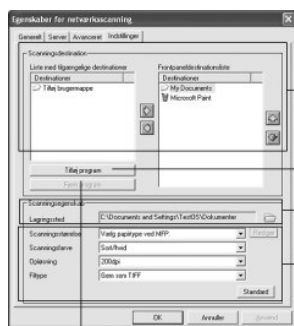 Egenskaber for netværksscanning
Generelt Server Avanceret Indstillinger
Scanningsdestination
Liste med tilgængelige destinationer
Destinationer
Tilføj brugermappe
Frontpaneldestinationsliste
Destinationer
My Documents
Microsoft Paint
Tilføj program
Fjern program
Scanningsegenskab
Lagringssted C:\Documents and Settings\TestOS\Dokumenter
Scanningsstørrelse Vælg papirtype ved MFP. Rediger
Scanningsfarve Sort/hvid
Opløsning 200dpi
Filtype Gem som TIFF
Standard
OK Annuller Anvend